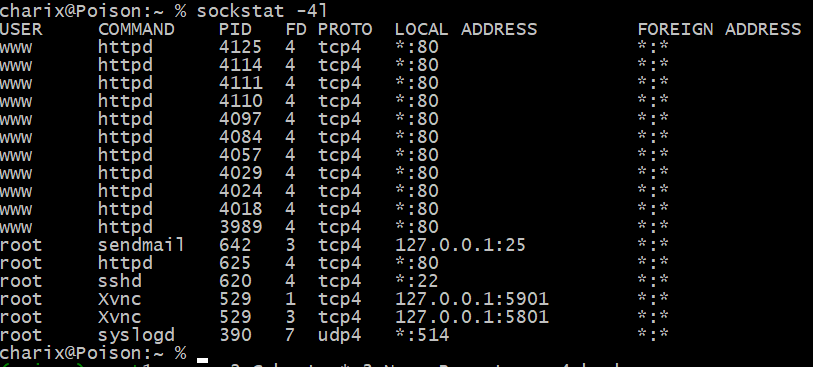 charix@Poison:~ % sockstat -4l
USER     COMMAND    PID   FD PROTO  LOCAL ADDRESS         FOREIGN ADDRESS
www      httpd      4125  4  tcp4   *:80                  *:*
www      httpd      4114  4  tcp4   *:80                  *:*
www      httpd      4111  4  tcp4   *:80                  *:*
www      httpd      4110  4  tcp4   *:80                  *:*
www      httpd      4097  4  tcp4   *:80                  *:*
www      httpd      4084  4  tcp4   *:80                  *:*
www      httpd      4057  4  tcp4   *:80                  *:*
www      httpd      4029  4  tcp4   *:80                  *:*
www      httpd      4024  4  tcp4   *:80                  *:*
www      httpd      4018  4  tcp4   *:80                  *:*
www      httpd      3989  4  tcp4   *:80                  *:*
root     sendmail   642   3  tcp4   127.0.0.1:25          *:*
root     httpd      625   4  tcp4   *:80                  *:*
root     sshd       620   4  tcp4   *:22                  *:*
root     Xvnc       529   1  tcp4   127.0.0.1:5901        *:*
root     Xvnc       529   3  tcp4   127.0.0.1:5801        *:*
root     syslogd    390   7  udp4   *:514                 *:*
charix@Poison:~ %